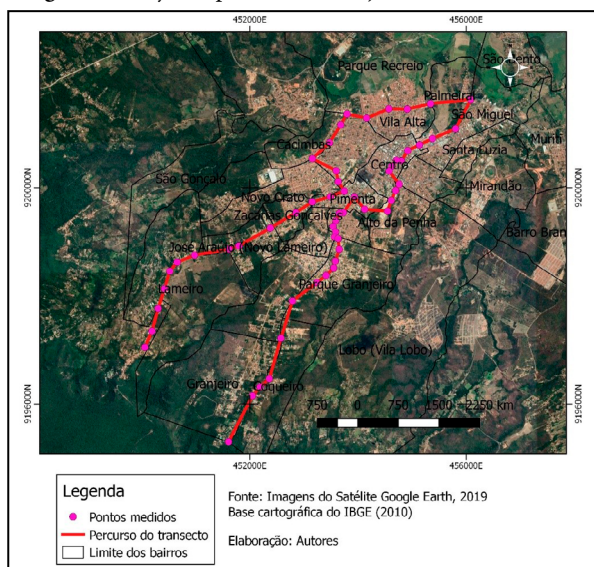 452000E
456000E
São Bento
Parque Recreio
Palmeiral
São Miguel
Vila Alta
Muriti
Cacimbas
Santa Luzia
Centro
São Gonçalo
Mirandão
9200000N
9200000N
Novo Crato
Pimenta
Zacarias Gonçalves
Alto da Penha
Barro Bran
José Araujo (Novo Lameiro)
Lameiro
Parque Granjeiro
Lobo (Vila Lobo)
Granjeiro
Coqueiro
9196000N
9196000N
750 0 750 1500 2250 km
452000E
456000E
Legenda
Pontos medidos
Percurso do transecto
Limite dos bairros
Fonte: Imagens do Satélite Google Earth, 2019
Base cartográfica do IBGE (2010)
Elaboração: Autores